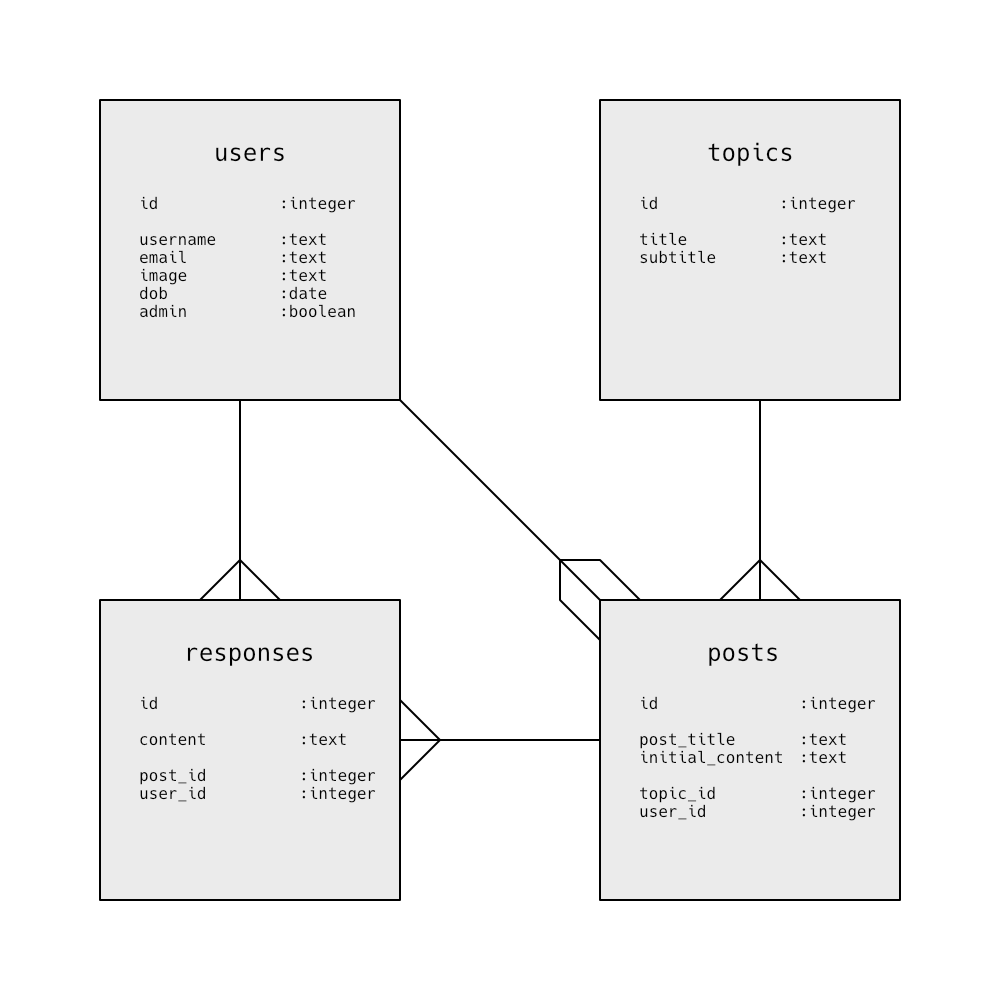 users
id :integer
username :text
email :text
image :text
dob :date
admin :boolean
topics
id :integer
title :text
subtitle :text
responses
id :integer
content :text
post_id :integer
user_id :integer
posts
id :integer
post_title :text
initial_content :text
topic_id :integer
user_id :integer